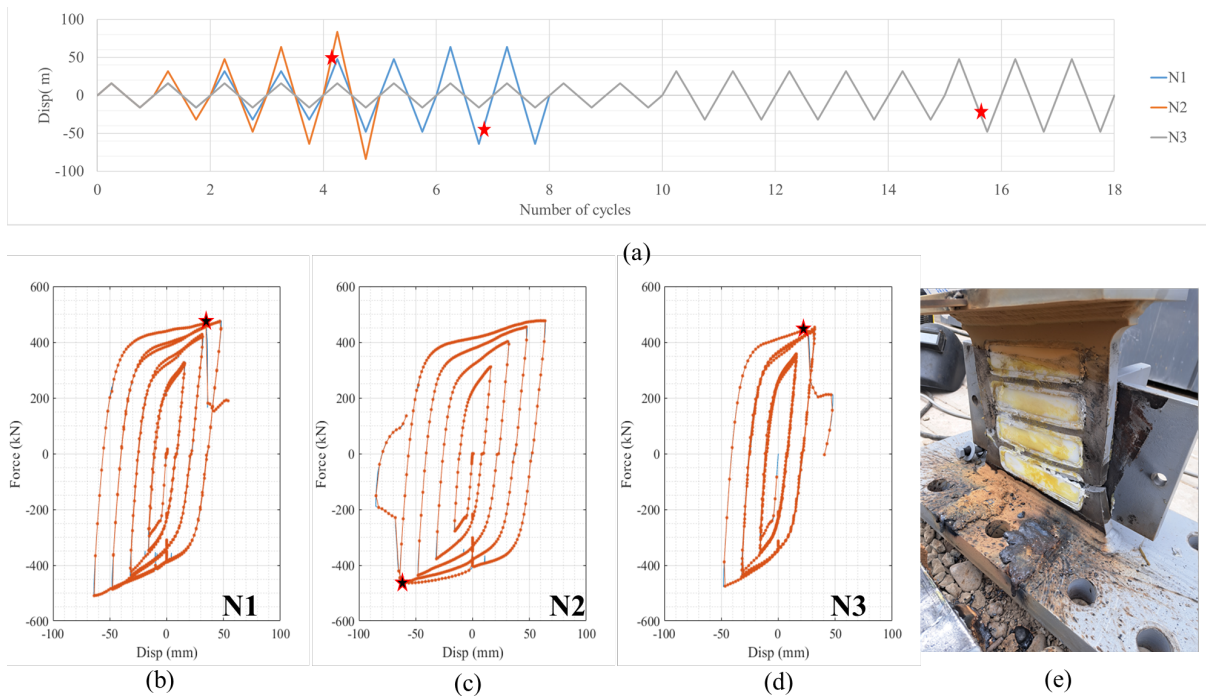 100
50
0
-50
-100
Disp( m)
0 2 4 6 8 10 12 14 16 18
Number of cycles
N1
N2
N3
(a)
600
400
200
0
-200
-400
-600
Force (kN)
-100 -50 0 50 100
Disp (mm)
N1
600
400
200
0
-200
-400
-600
Force (kN)
-100 -50 0 50 100
Disp (mm)
N2
600
400
200
0
-200
-400
-600
Force (kN)
-100 -50 0 50 100
Disp (mm)
N3
(b)
(c)
(d)
(e)